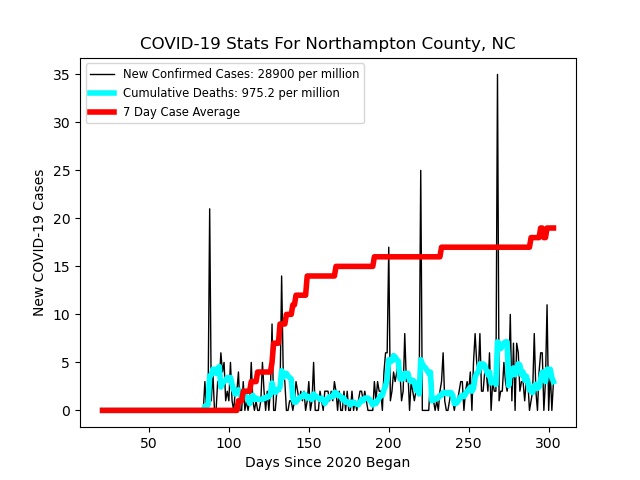 COVID-19 Stats For Northampton County, NC
New Confirmed Cases: 28900 per million
Cumulative Deaths: 975.2 per million
7 Day Case Average
35
30
25
20
15
10
5
0
New COVID-19 Cases
50 100 150 200 250 300
Days Since 2020 Began